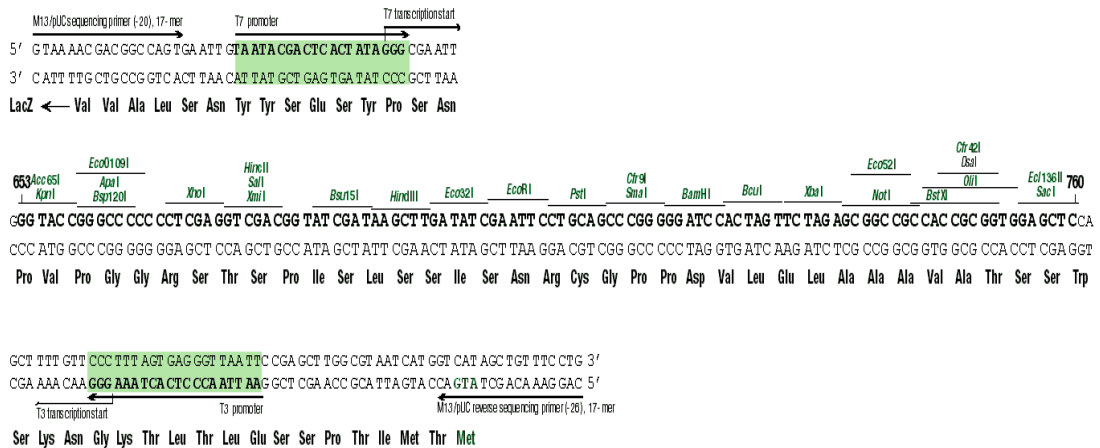 M13/pUC sequencing primer (-20), 17-mer T7 promoter T7 transcription start
5′ GTAAAACGACGGCCAGTGAATTGTAATACGACTCACTATAGGGCGAATT
3′ CATTTTGCTGCCGGTCACTTAACATTATGCTGAGTGATATCCCGCTTAA
LacZ ← Val Val Ala Leu Ser Asn Tyr Tyr Ser Glu Ser Tyr Pro Ser Asn
Eco0109I HincII Cfr9I Eco52I Cfr42I
653 Acc65I ApaI XhoI SalI Bsu15I HindIII Eco32I EcoRI PstI SmaI BamHI BcuI XbaI NotI DsaI OliI Ecl136II 760
KpnI Bsp120I XmiI BstXI SacI
GGGTACCGGGCCCCCCCTCGAGGTCGACGGTATCGATAAGCTTGATATCGAATTCCTGCAGCCCGGGGGATCCACTAGTTCTAGAGCGGCCGCCACCGCGGTGGAGCTCCA
CCCATGGCCCGGGGGGGAGCTCCAGCTGCCATAGCTATTCGAACTATAGCTTAAGGACGTCGGGCCCCCTAGGTGATCAAGATCTCGCCGGCGGTGGCGCCACCTCGAGGT
Pro Val Pro Gly Gly Arg Ser Thr Ser Pro Ile Ser Leu Ser Ser Ile Ser Asn Arg Cys Gly Pro Pro Asp Val Leu Glu Leu Ala Ala Ala Val Ala Thr Ser Ser Trp
GCTTTTGTTCCCTTTAGTGAGGGTTAATTCCGAGCTTGGCGTAATCATGGTCATAGCTGTTTCCTG 3′
CGAAAACAAGGGAAATCACTCCCAATTAAGGCTCGAACCGCATTAGTACCAGTATCGACAAAGGAC 5′
T3 transcription start T3 promoter M13/pUC reverse sequencing primer (-26), 17-mer
Ser Lys Asn Gly Lys Thr Leu Thr Leu Glu Ser Ser Pro Thr Ile Met Thr Met